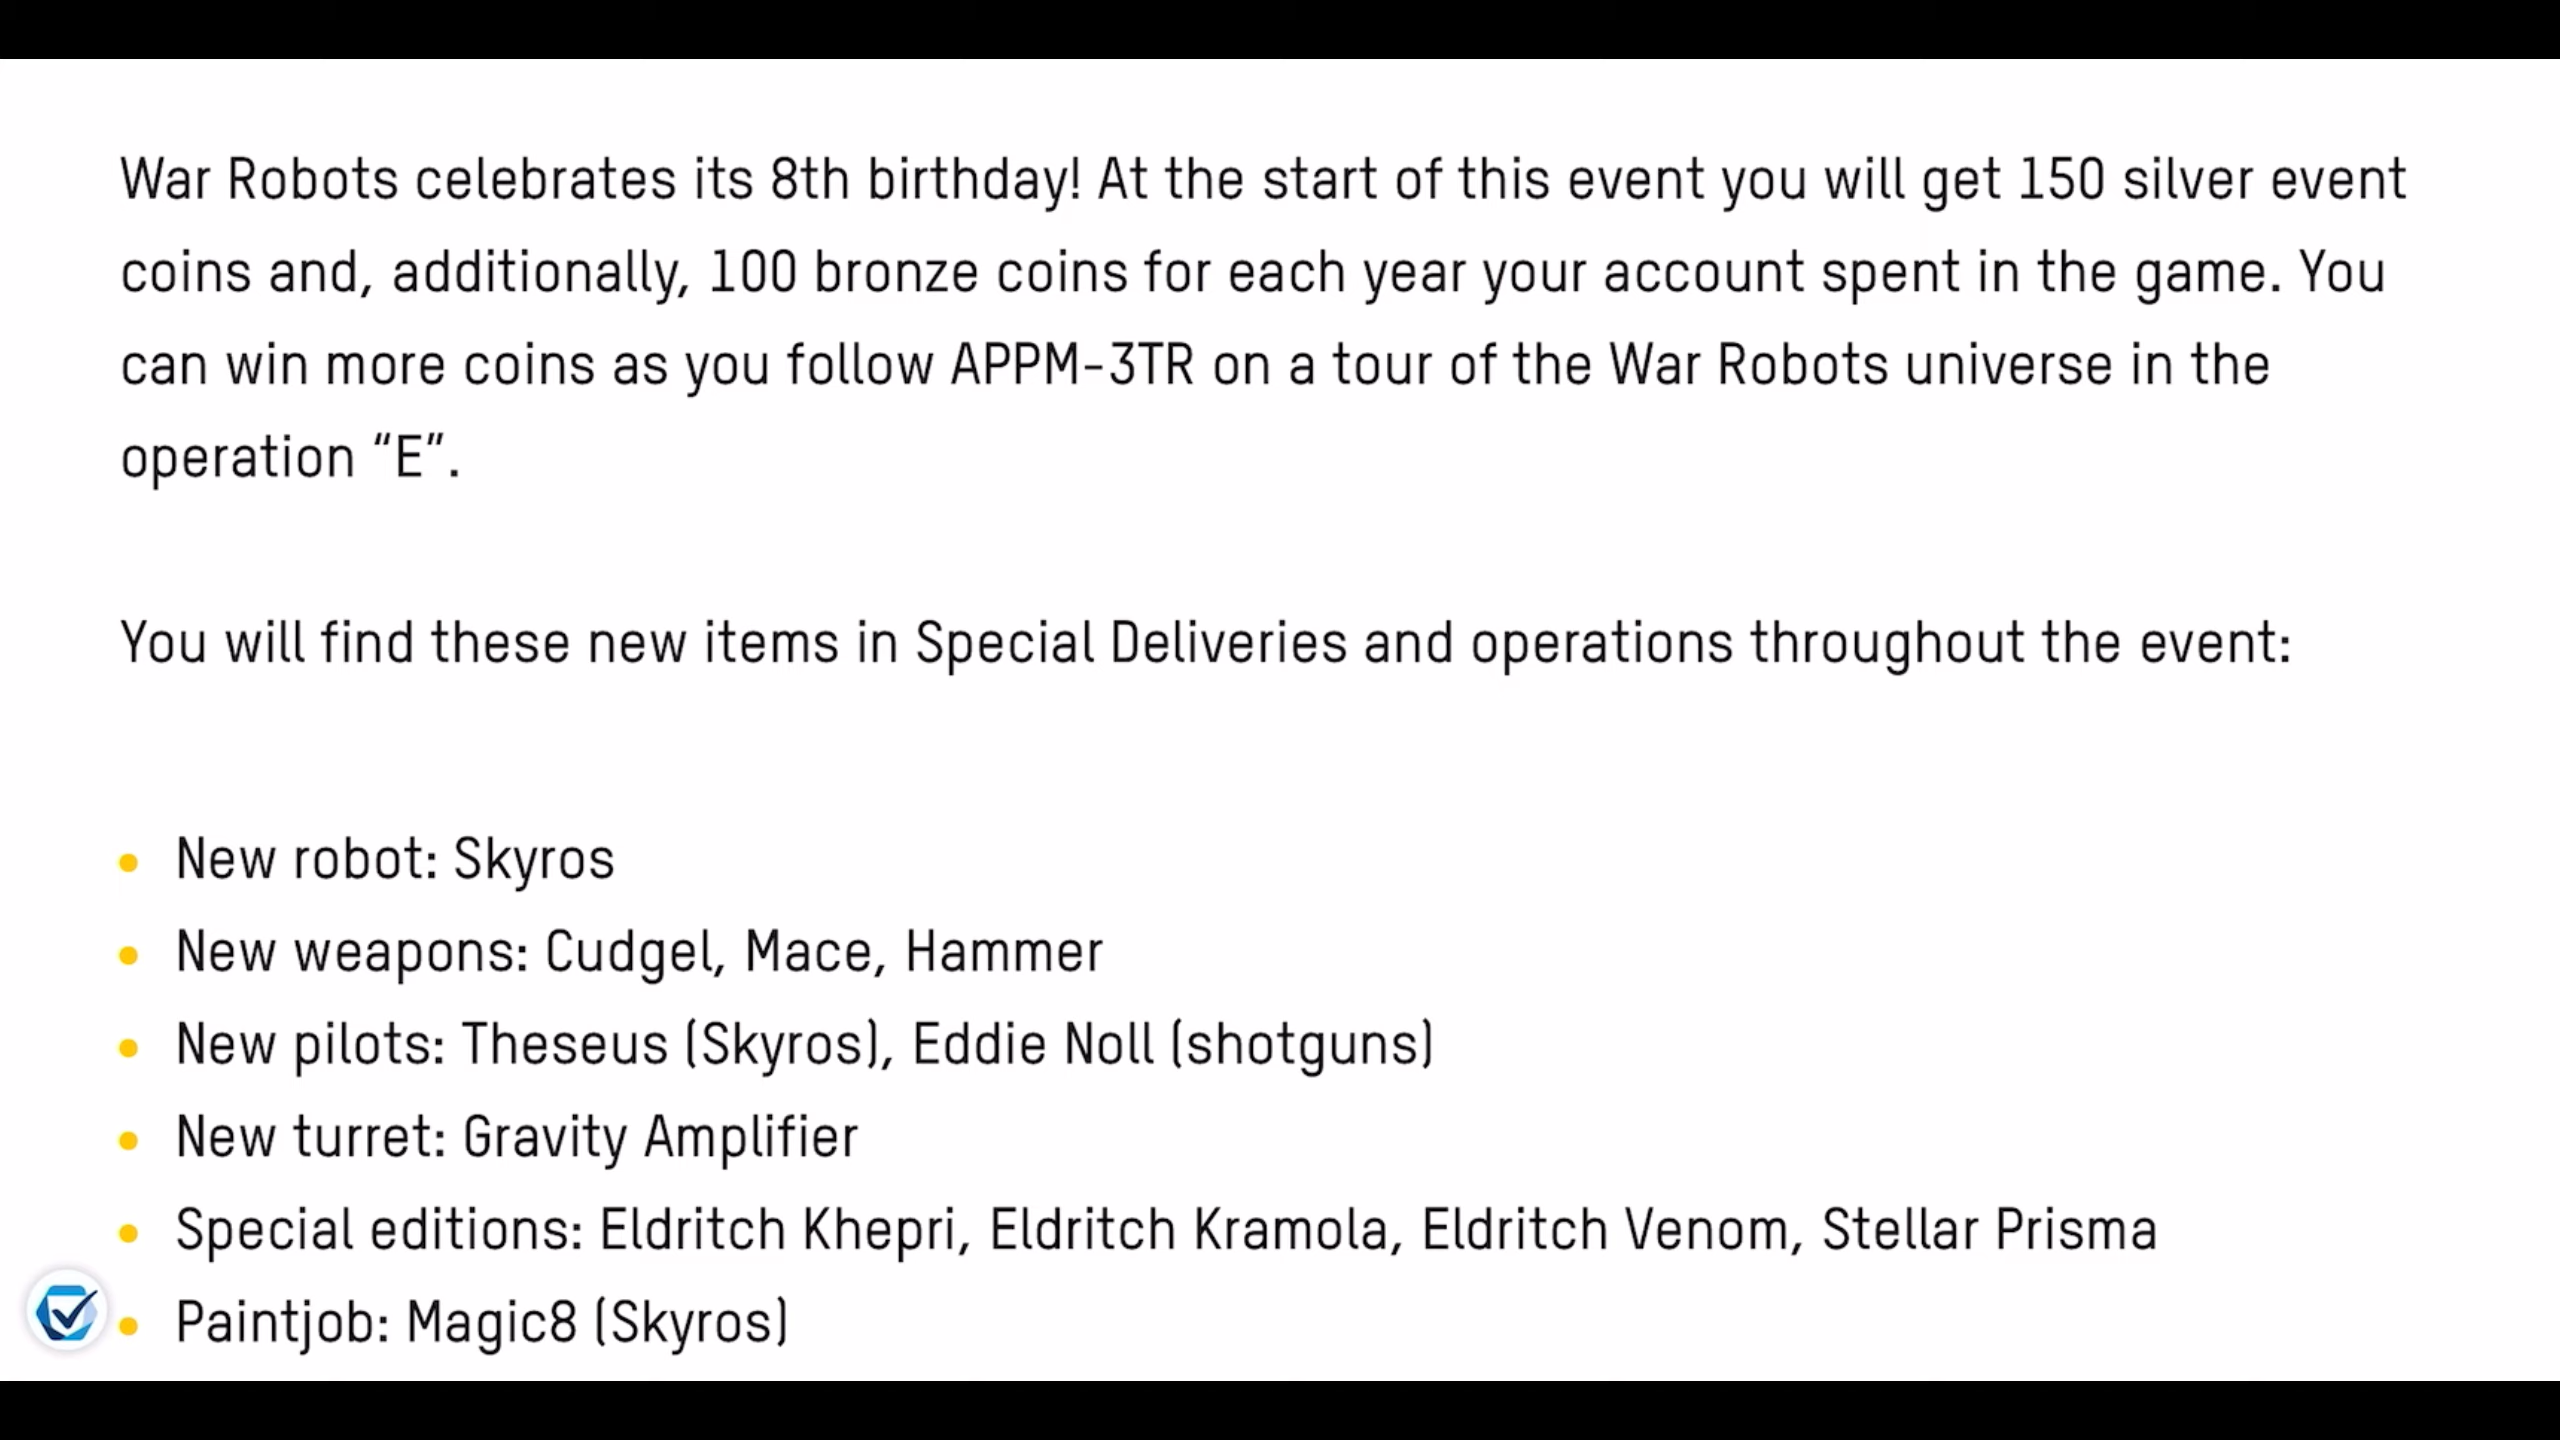 War Robots celebrates its 8th birthday! At the start of this event you will get 150 silver event
coins and, additionally, 100 bronze coins for each year your account spent in the game. You
can win more coins as you follow APPM-3TR on a tour of the War Robots universe in the
operation “E”.
You will find these new items in Special Deliveries and operations throughout the event:
• New robot: Skyros
• New weapons: Cudgel, Mace, Hammer
• New pilots: Theseus (Skyros), Eddie Noll (shotguns)
• New turret: Gravity Amplifier
• Special editions: Eldritch Khepri, Eldritch Kramola, Eldritch Venom, Stellar Prisma
• Paintjob: Magic8 (Skyros)